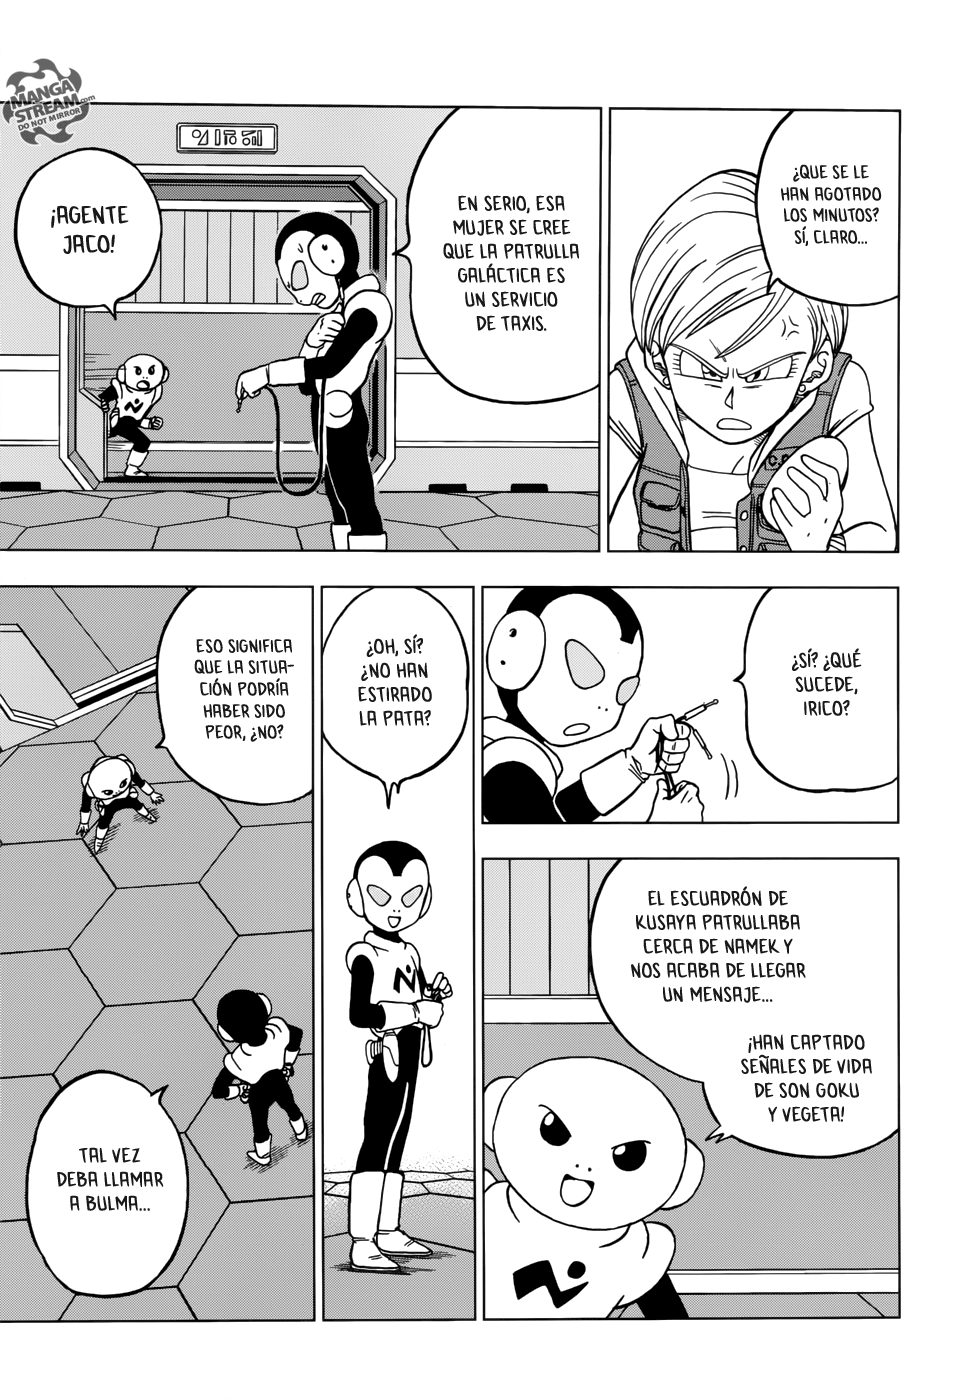 MANGA
STREAM.com
DO NOT MIRROR
¿QUE SE LE
HAN AGOTADO
LOS MINUTOS?
SÍ, CLARO...
EN SERIO, ESA
MUJER SE CREE
QUE LA PATRULLA
GALÁCTICA ES
UN SERVICIO
DE TAXIS.
¡AGENTE
JACO!
¿SÍ? ¿QUÉ
SUCEDE,
IRICO?
EL ESCUADRÓN DE
KUSAYA PATRULLABA
CERCA DE NAMEK Y
NOS ACABA DE LLEGAR
UN MENSAJE...
¡HAN CAPTADO
SEÑALES DE VIDA
DE SON GOKU
Y VEGETA!
¿OH, SÍ?
¿NO HAN
ESTIRADO
LA PATA?
ESO SIGNIFICA
QUE LA SITUA-
CIÓN PODRÍA
HABER SIDO
PEOR, ¿NO?
TAL VEZ
DEBA LLAMAR
A BULMA...